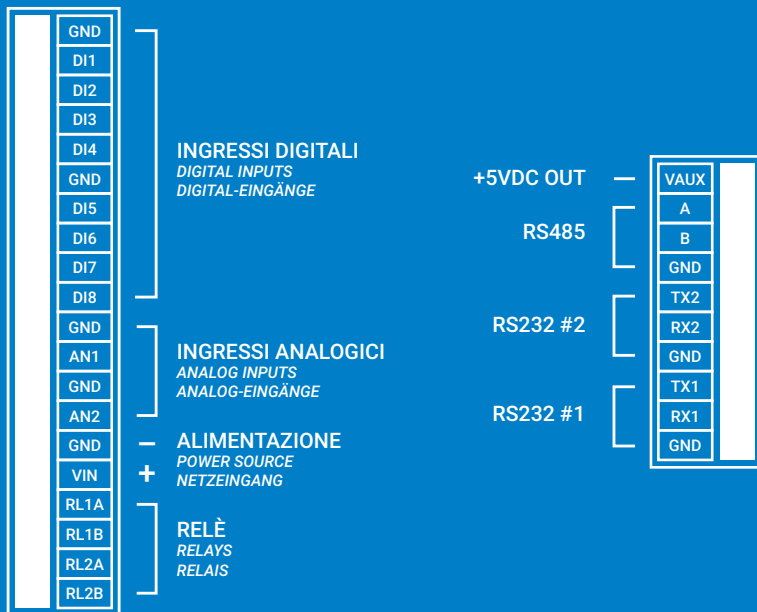 GND
DI1
DI2
DI3
DI4
GND
DI5
DI6
DI7
DI8
GND
AN1
GND
AN2
GND
VIN
RL1A
RL1B
RL2A
RL2B
INGRESSI DIGITALI
DIGITAL INPUTS
DIGITAL-EINGÄNGE
INGRESSI ANALOGICI
ANALOG INPUTS
ANALOG-EINGÄNGE
– ALIMENTAZIONE
+ POWER SOURCE
NETZEINGANG
RELÈ
RELAYS
RELAIS
+5VDC OUT
RS485
RS232 #2
RS232 #1
VAUX
A
B
GND
TX2
RX2
GND
TX1
RX1
GND